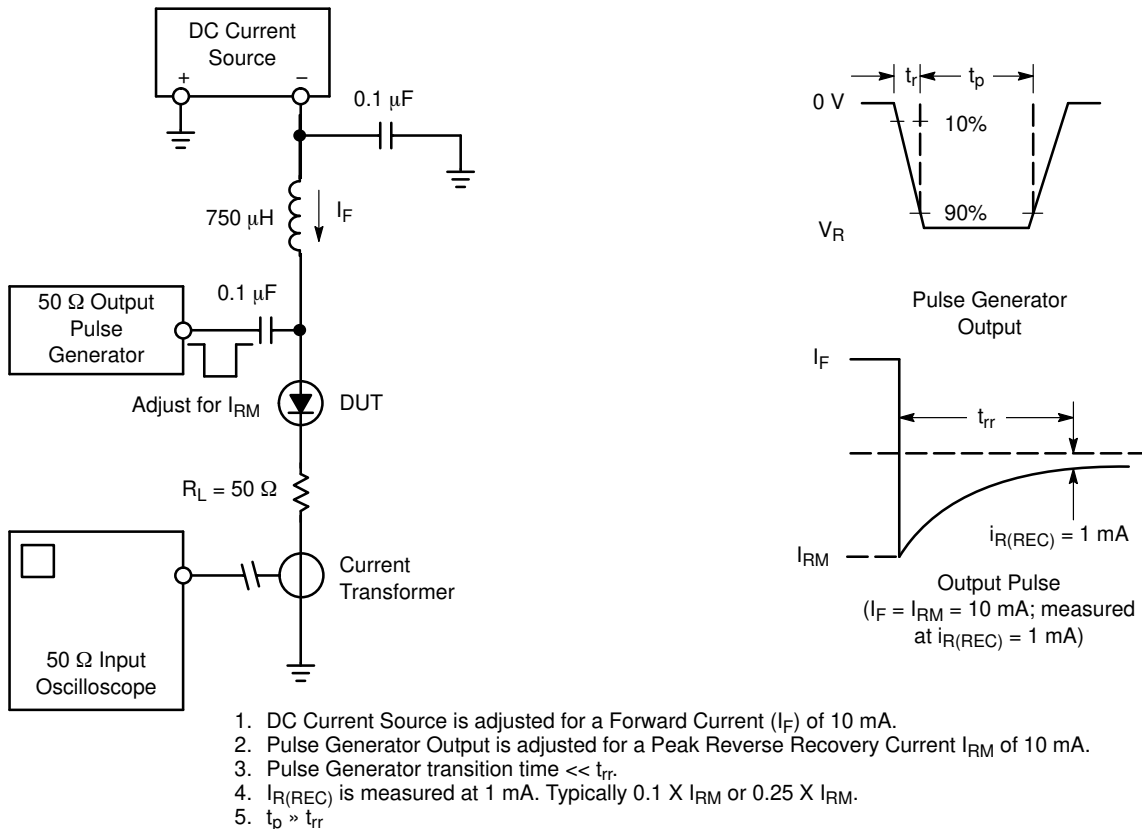 DC Current
Source
+ −
0.1 μF
750 μH
I_F
50 Ω Output
Pulse
Generator
0.1 μF
Adjust for I_RM
DUT
R_L = 50 Ω
Current
Transformer
50 Ω Input
Oscilloscope
t_r t_p
0 V
10%
90%
V_R
Pulse Generator
Output
I_F
t_rr
i_R(REC) = 1 mA
I_RM
Output Pulse
(I_F = I_RM = 10 mA; measured
at i_R(REC) = 1 mA)
1. DC Current Source is adjusted for a Forward Current (I_F) of 10 mA.
2. Pulse Generator Output is adjusted for a Peak Reverse Recovery Current I_RM of 10 mA.
3. Pulse Generator transition time << t_rr.
4. I_R(REC) is measured at 1 mA. Typically 0.1 X I_RM or 0.25 X I_RM.
5. t_p » t_rr